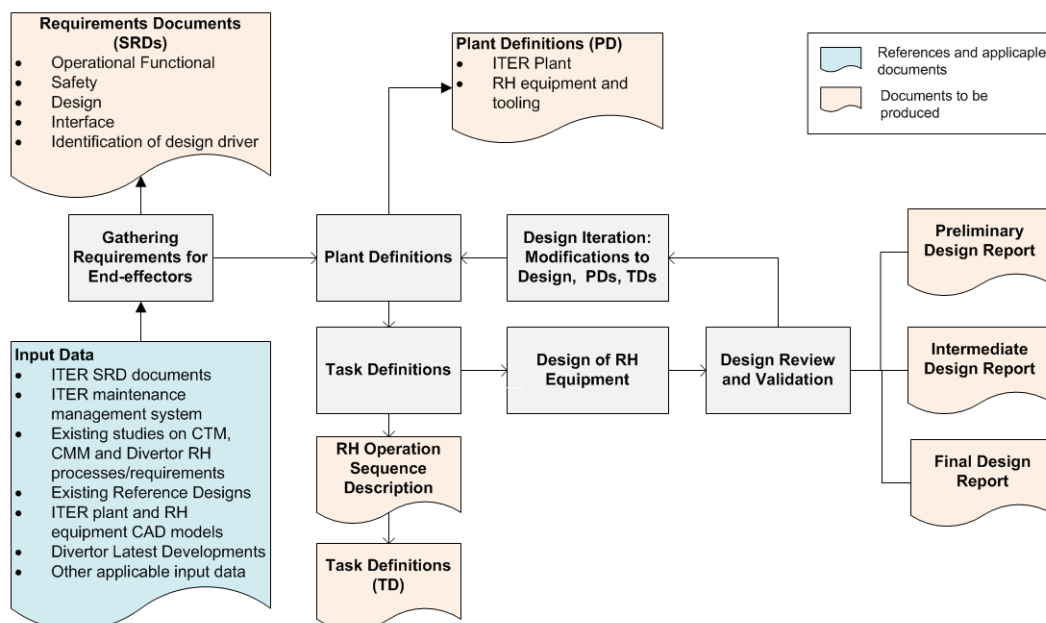 Requirements Documents
(SRDs)
• Operational Functional
• Safety
• Design
• Interface
• Identification of design driver
Plant Definitions (PD)
• ITER Plant
• RH equipment and
tooling
References and applicaple
documents
Documents to be
produced
Gathering
Requirements for
End-effectors
Plant Definitions
Design Iteration:
Modifications to
Design, PDs, TDs
Preliminary
Design Report
Input Data
• ITER SRD documents
• ITER maintenance
management system
• Existing studies on CTM,
CMM and Divertor RH
processes/requirements
• Existing Reference Designs
• ITER plant and RH
equipment CAD models
• Divertor Latest Developments
• Other applicable input data
Task Definitions
Design of RH
Equipment
Design Review
and Validation
Intermediate
Design Report
RH Operation
Sequence
Description
Final Design
Report
Task Definitions
(TD)